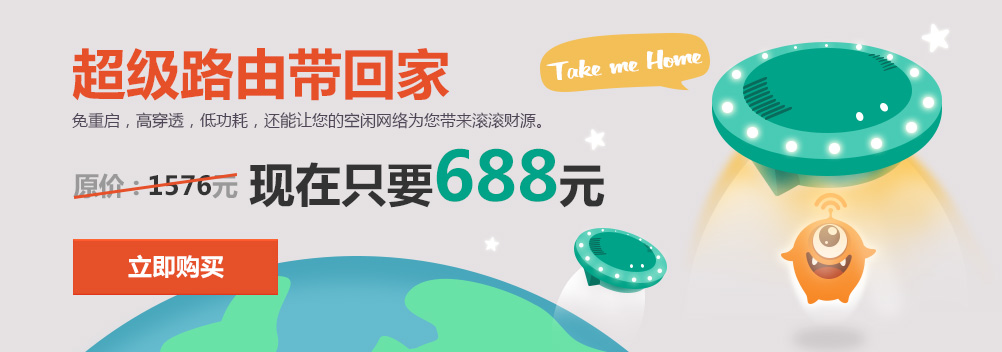 超级路由带回家
Take me Home
免重启，高穿透，低功耗，还能让您的空闲网络为您带来滚滚财源。
原价：1576元 现在只要688元
立即购买